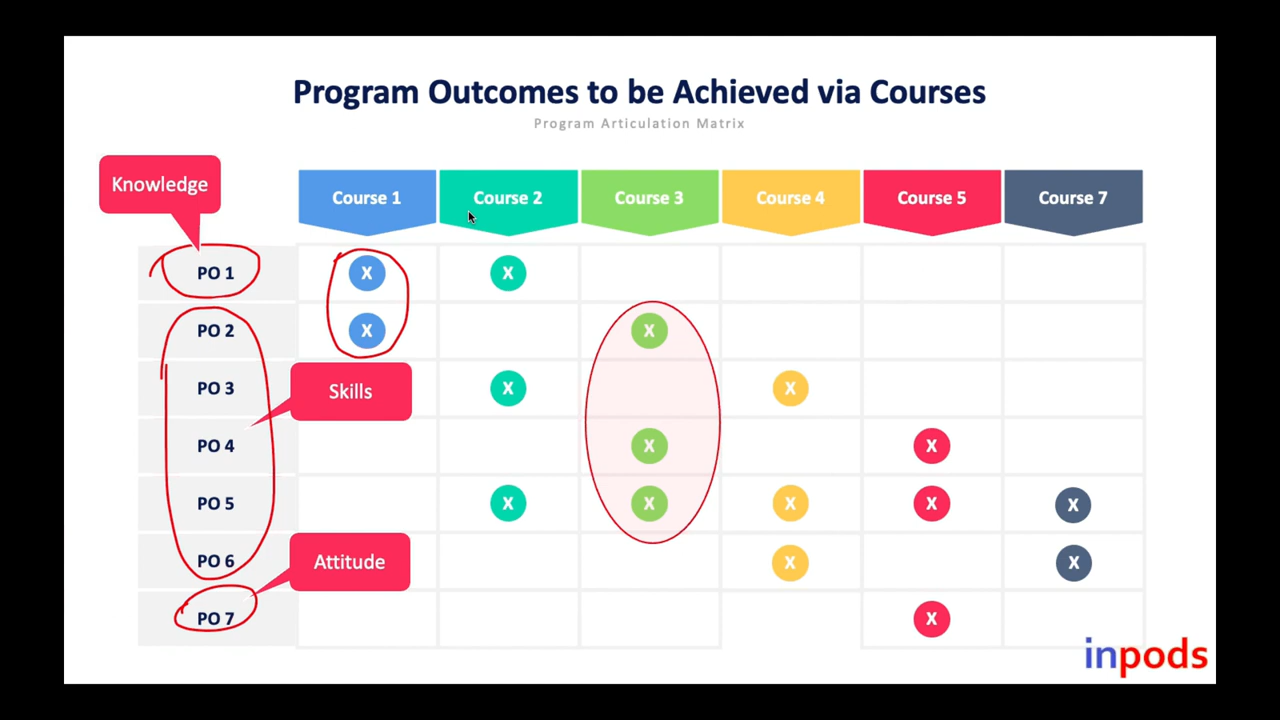 Program Outcomes to be Achieved via Courses
Program Articulation Matrix
Knowledge
Course 1 Course 2 Course 3 Course 4 Course 5 Course 7
PO 1 X X
PO 2 X X
PO 3 Skills X X
PO 4 X X
PO 5 X X X X X
PO 6 Attitude X X
PO 7 X
inpods